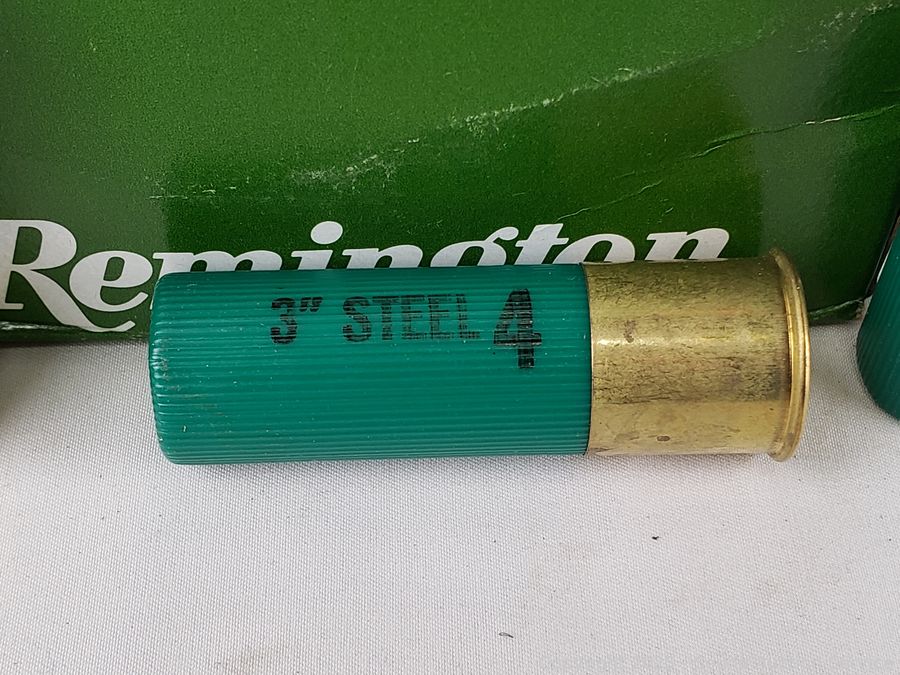 Remington
3" STEEL 4